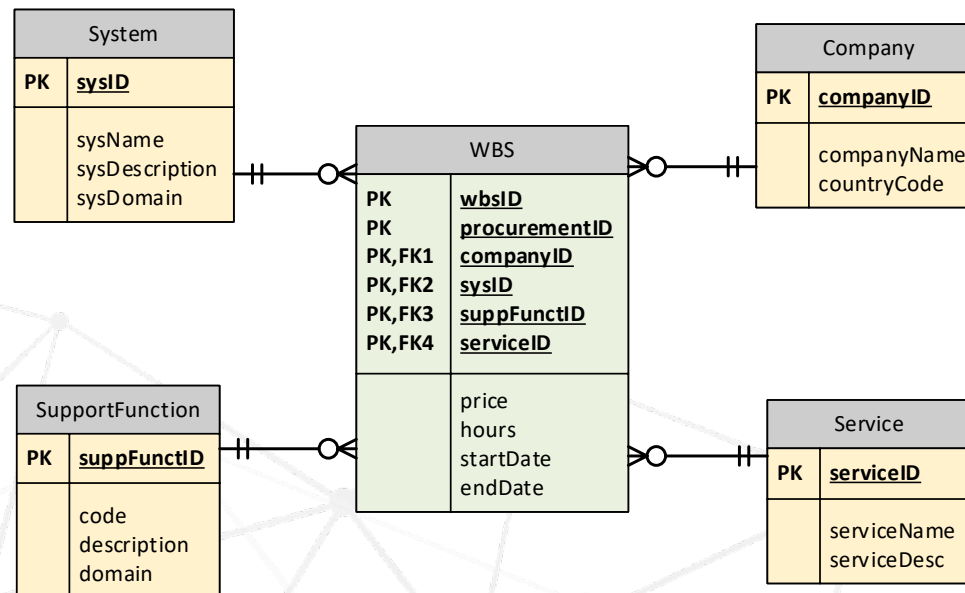 System
PK sysID
sysName
sysDescription
sysDomain
Company
PK companyID
companyName
countryCode
WBS
PK wbsID
PK procurementID
PK,FK1 companyID
PK,FK2 sysID
PK,FK3 suppFunctID
PK,FK4 serviceID
price
hours
startDate
endDate
SupportFunction
PK suppFunctID
code
description
domain
Service
PK serviceID
serviceName
serviceDesc